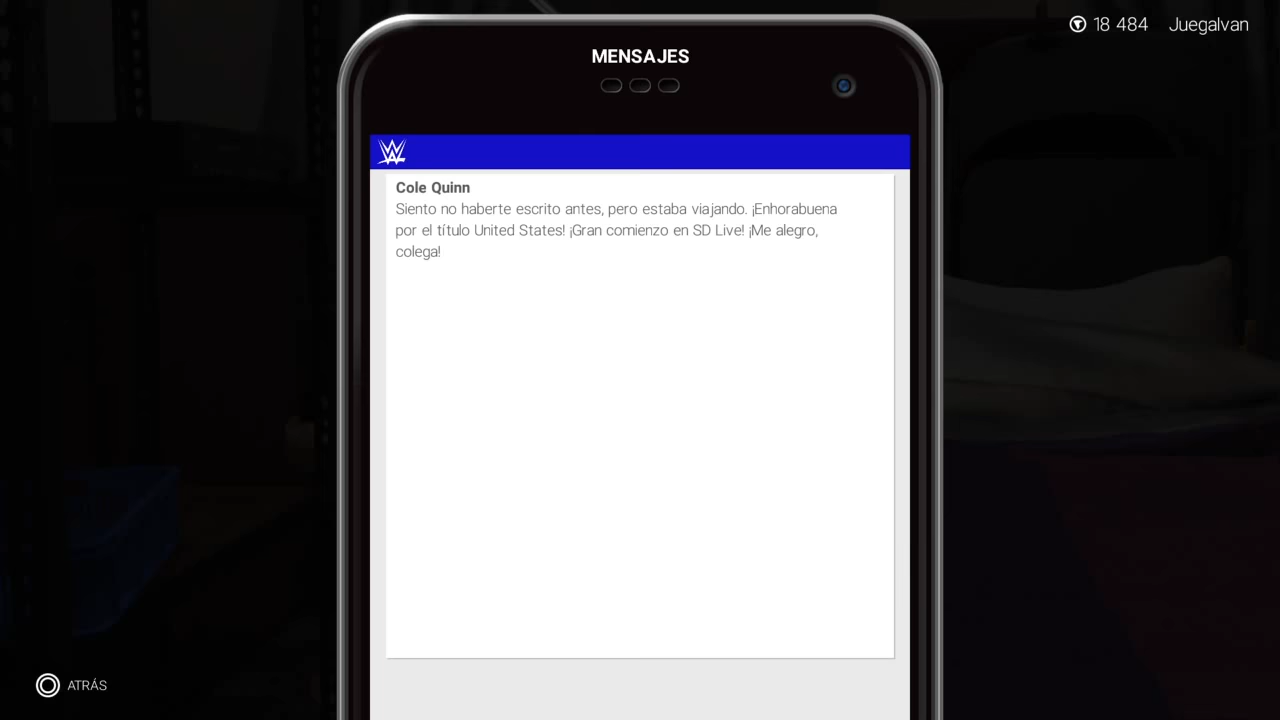 18 484 Juegalvan
MENSAJES
Cole Quinn
Siento no haberte escrito antes, pero estaba viajando. ¡Enhorabuena
por el título United States! ¡Gran comienzo en SD Live! ¡Me alegro,
colega!
ATRÁS